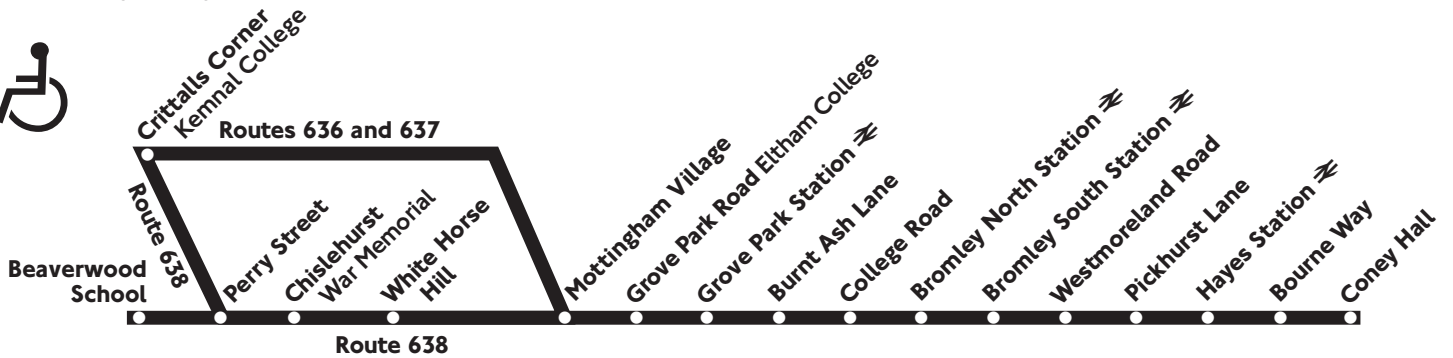 Crittalls Corner
Kemnal College
Routes 636 and 637
Route 638
Beaverwood
School
Perry Street
Chislehurst
War Memorial
White Horse
Hill
Mottingham Village
Grove Park Road Eltham College
Grove Park Station
Burnt Ash Lane
College Road
Bromley North Station
Bromley South Station
Westmoreland Road
Pickhurst Lane
Hayes Station
Bourne Way
Coney Hall
Route 638